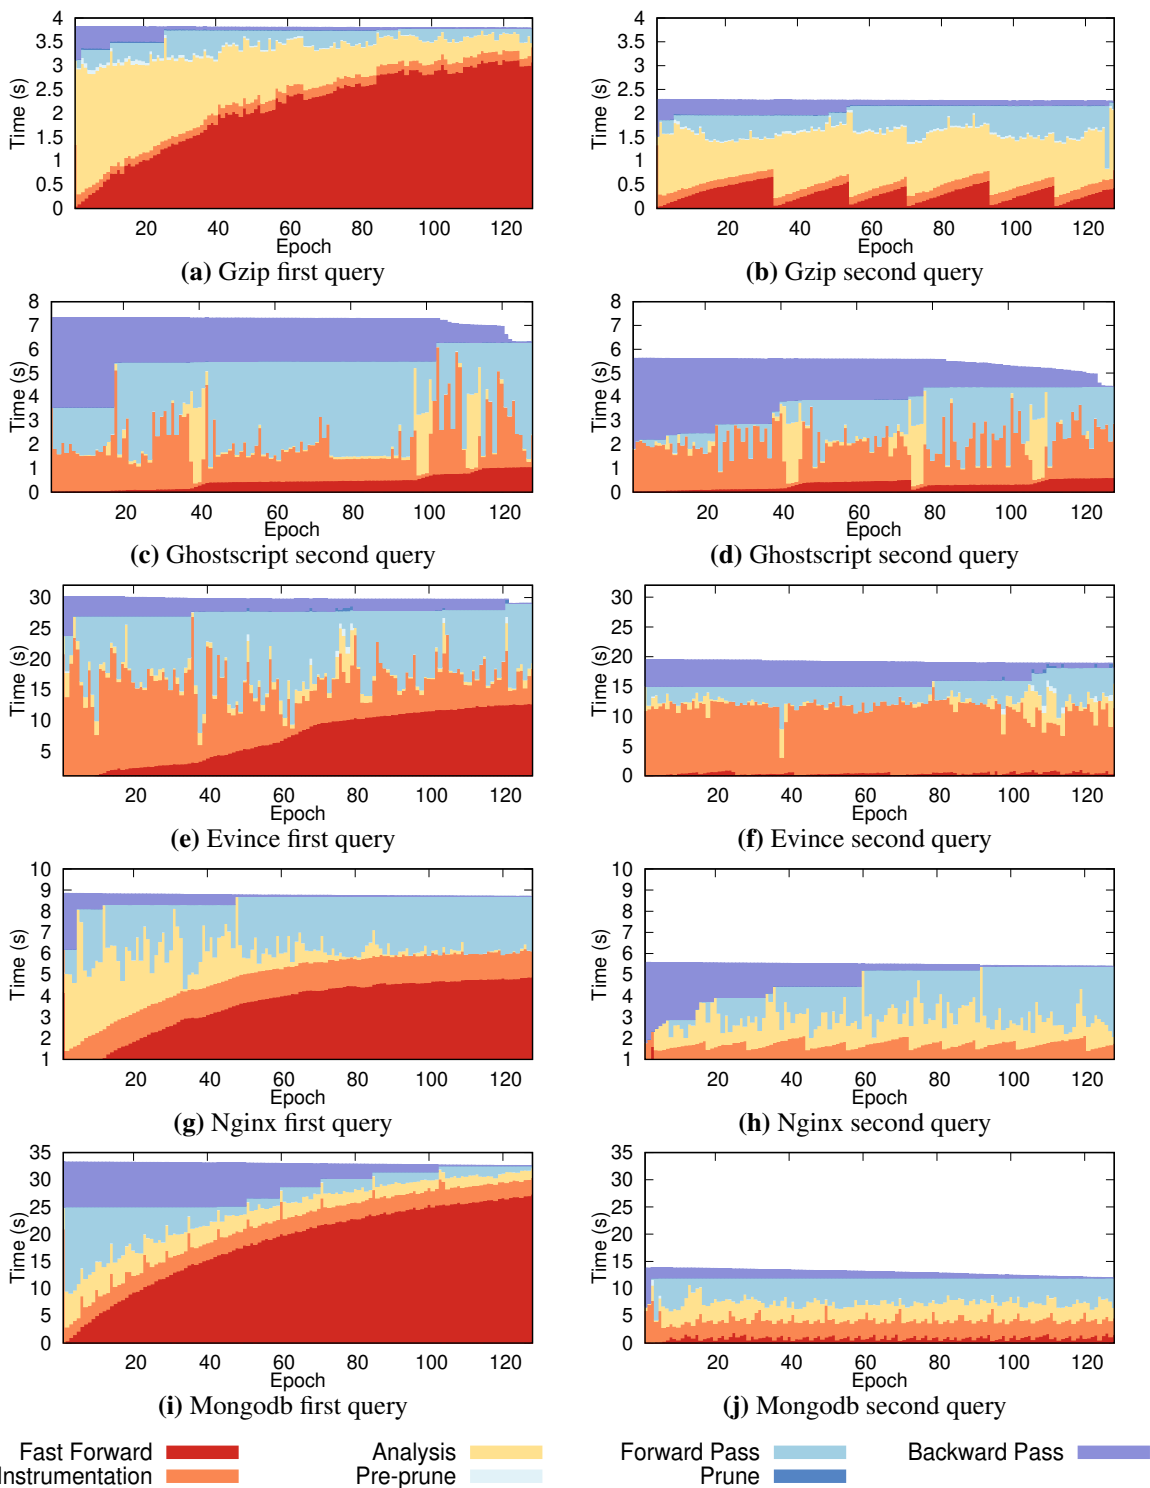 4
3.5
3
2.5
2
1.5
1
0.5
0
Time (s)
20 40 60 80 100 120
Epoch
(a) Gzip first query
4
3.5
3
2.5
2
1.5
1
0.5
0
Time (s)
20 40 60 80 100 120
Epoch
(b) Gzip second query
8
7
6
5
4
3
2
1
0
Time (s)
20 40 60 80 100 120
Epoch
(c) Ghostscript second query
8
7
6
5
4
3
2
1
0
Time (s)
20 40 60 80 100 120
Epoch
(d) Ghostscript second query
30
25
20
15
10
5
Time (s)
20 40 60 80 100 120
Epoch
(e) Evince first query
30
25
20
15
10
5
0
Time (s)
20 40 60 80 100 120
Epoch
(f) Evince second query
10
9
8
7
6
5
4
3
2
1
Time (s)
20 40 60 80 100 120
Epoch
(g) Nginx first query
10
9
8
7
6
5
4
3
2
1
Time (s)
20 40 60 80 100 120
Epoch
(h) Nginx second query
35
30
25
20
15
10
5
0
Time (s)
20 40 60 80 100 120
Epoch
(i) Mongodb first query
35
30
25
20
15
10
5
0
Time (s)
20 40 60 80 100 120
Epoch
(j) Mongodb second query
Fast Forward Analysis Forward Pass Backward Pass
Instrumentation Pre-prune Prune